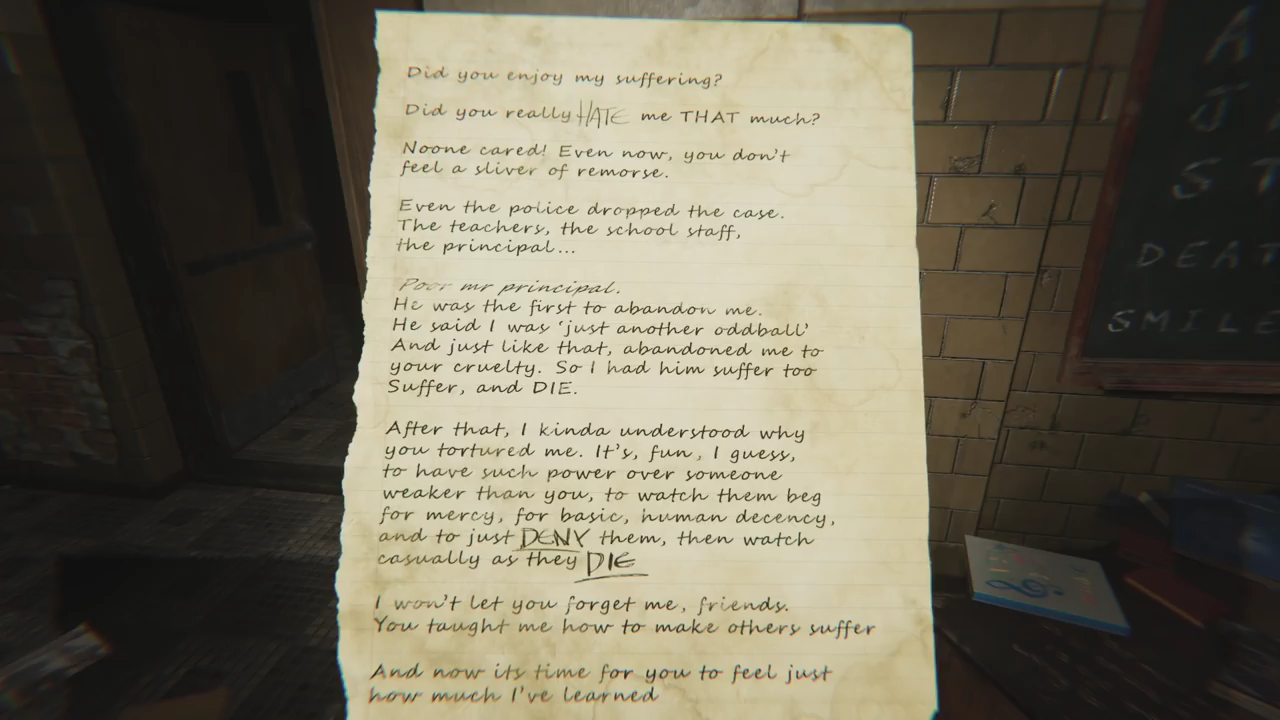 Did you enjoy my suffering?
Did you really HATE me THAT much?
Noone cared! Even now, you don't
feel a sliver of remorse.
Even the police dropped the case.
The teachers, the school staff,
the principal...
Poor mr principal.
He was the first to abandon me.
He said I was 'just another oddball'
And just like that, abandoned me to
your cruelty. So I had him suffer too
Suffer, and DIE.
After that, I kinda understood why
you tortured me. It's, fun, I guess,
to have such power over someone
weaker than you, to watch them beg
for mercy, for basic, human decency,
and to just DENY them, then watch
casually as they DIE
I won't let you forget me, friends.
You taught me how to make others suffer
And now its time for you to feel just
how much I've learned
A
J
ST
DEAT
SMILE